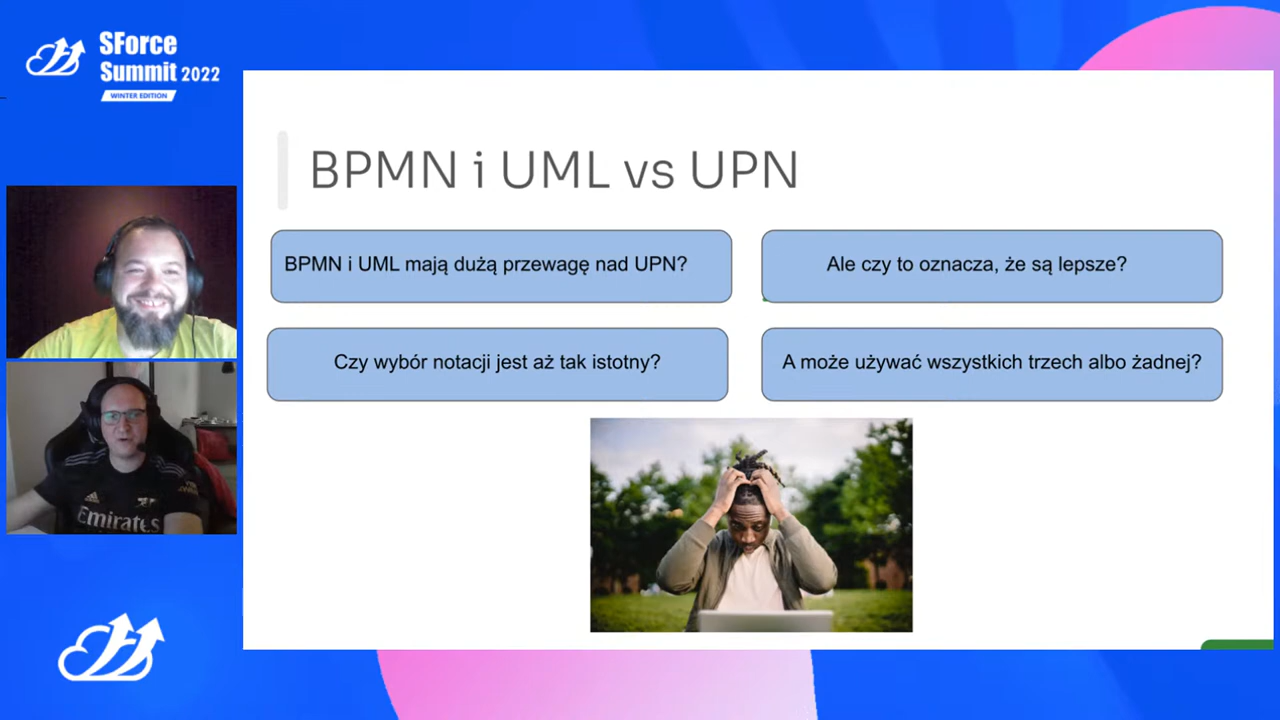 SForce
Summit 2022
WINTER EDITION
BPMN i UML vs UPN
BPMN i UML mają dużą przewagę nad UPN?
Ale czy to oznacza, że są lepsze?
Czy wybór notacji jest aż tak istotny?
A może używać wszystkich trzech albo żadnej?
Emirates